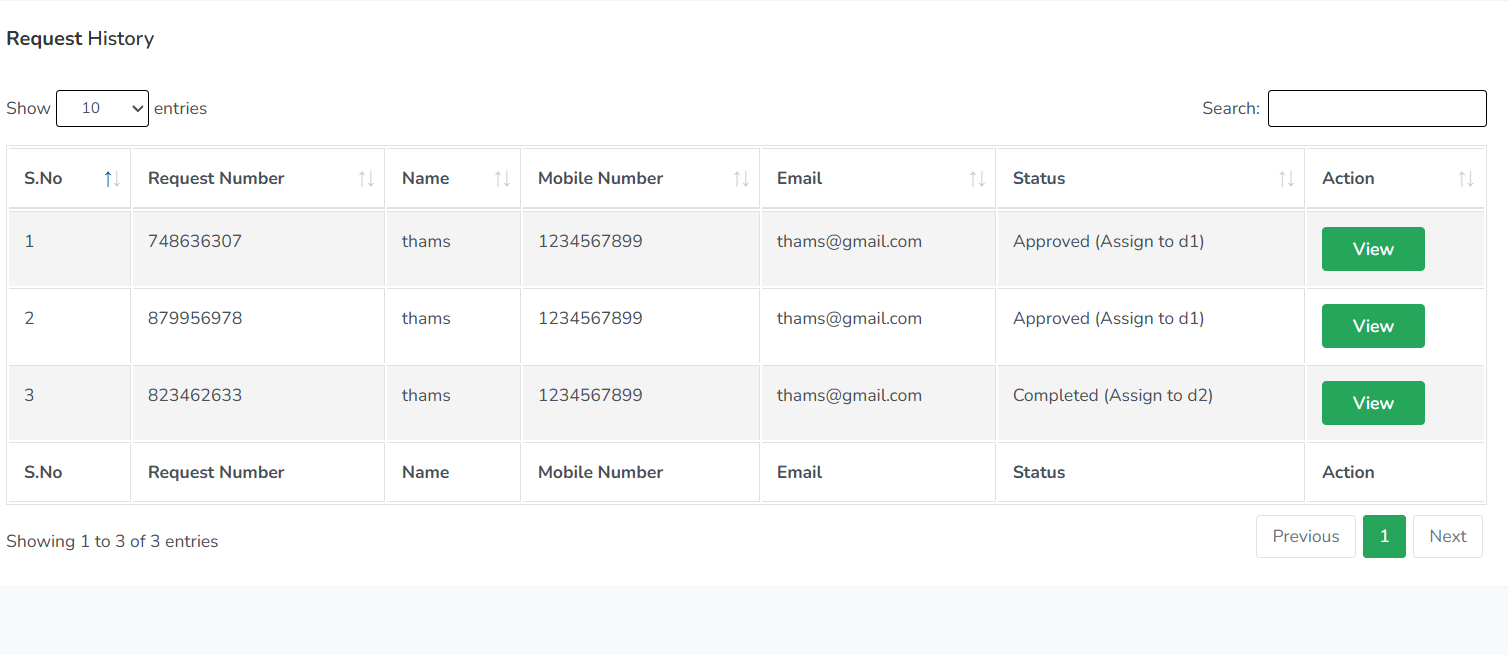 Request History
Show 10 entries Search:
S.No Request Number Name Mobile Number Email Status Action
1 748636307 thams 1234567899 thams@gmail.com Approved (Assign to d1) View
2 879956978 thams 1234567899 thams@gmail.com Approved (Assign to d1) View
3 823462633 thams 1234567899 thams@gmail.com Completed (Assign to d2) View
S.No Request Number Name Mobile Number Email Status Action
Showing 1 to 3 of 3 entries Previous 1 Next